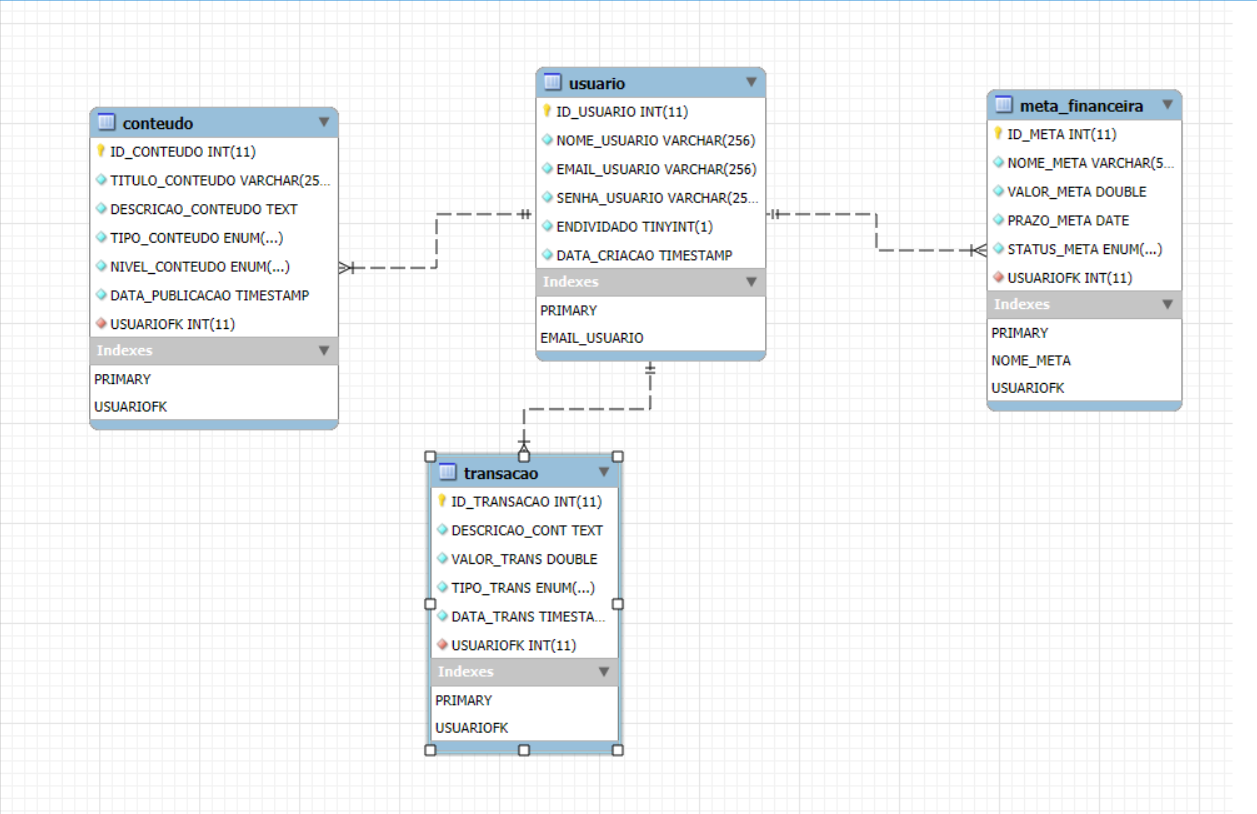 conteudo
ID_CONTEUDO INT(11)
TITULO_CONTEUDO VARCHAR(25...
DESCRICAO_CONTEUDO TEXT
TIPO_CONTEUDO ENUM(...)
NIVEL_CONTEUDO ENUM(...)
DATA_PUBLICACAO TIMESTAMP
USUARIOFK INT(11)
Indexes
PRIMARY
USUARIOFK
usuario
ID_USUARIO INT(11)
NOME_USUARIO VARCHAR(256)
EMAIL_USUARIO VARCHAR(256)
SENHA_USUARIO VARCHAR(25...
ENDIVIDADO TINYINT(1)
DATA_CRIACAO TIMESTAMP
Indexes
PRIMARY
EMAIL_USUARIO
meta_financeira
ID_META INT(11)
NOME_META VARCHAR(5...
VALOR_META DOUBLE
PRAZO_META DATE
STATUS_META ENUM(...)
USUARIOFK INT(11)
Indexes
PRIMARY
NOME_META
USUARIOFK
transacao
ID_TRANSACAO INT(11)
DESCRICAO_CONT TEXT
VALOR_TRANS DOUBLE
TIPO_TRANS ENUM(...)
DATA_TRANS TIMESTA...
USUARIOFK INT(11)
Indexes
PRIMARY
USUARIOFK